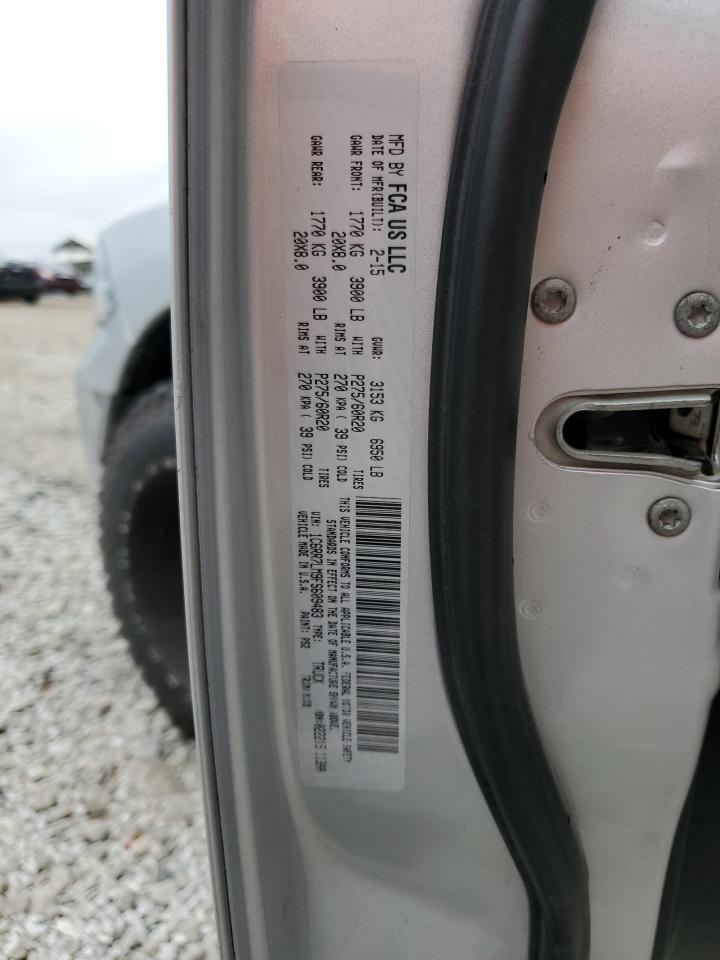 MFD BY FCA US LLC
DATE OF MFR(BUILT): 2-15 GVWR: 3153 KG 6950 LB
GAWR FRONT: 1770 KG 3900 LB WITH P275/60R20 TIRES
20X8.0 RIMS AT 270 KPA ( 39 PSI) COLD
GAWR REAR: 1770 KG 3900 LB WITH P275/60R20 TIRES
20X8.0 RIMS AT 270 KPA ( 39 PSI) COLD
THIS VEHICLE CONFORMS TO ALL APPLICABLE U.S.A. FEDERAL MOTOR VEHICLE SAFETY
STANDARDS IN EFFECT ON THE DATE OF MANUFACTURE SHOWN ABOVE.
VIN: 1C6RR7LM9FS609483 TYPE: TRUCK
VEHICLE MADE IN U.S.A. PAINT: PS2 TRIM: